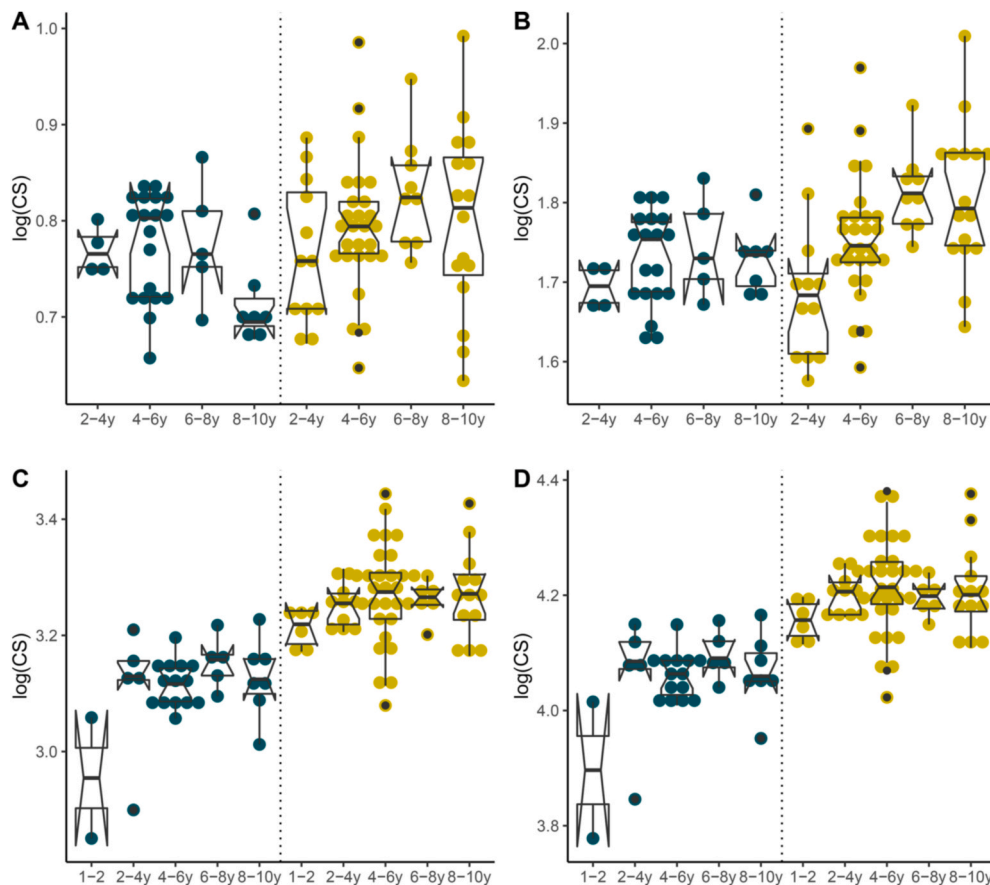 A
B
log(CS)
1.0
0.9
0.8
0.7
2−4y 4−6y 6−8y 8−10y 2−4y 4−6y 6−8y 8−10y
log(CS)
2.0
1.9
1.8
1.7
1.6
2−4y 4−6y 6−8y 8−10y 2−4y 4−6y 6−8y 8−10y
C
D
log(CS)
3.4
3.2
3.0
1−2 2−4y 4−6y 6−8y 8−10y 1−2 2−4y 4−6y 6−8y 8−10y
log(CS)
4.4
4.2
4.0
3.8
1−2 2−4y 4−6y 6−8y 8−10y 1−2 2−4y 4−6y 6−8y 8−10y